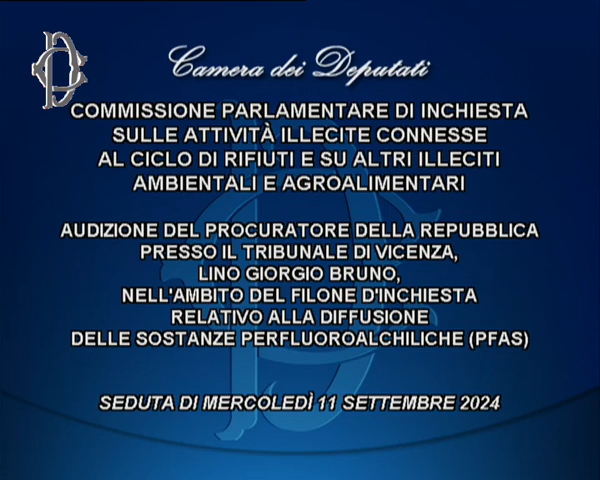 Camera dei Deputati
COMMISSIONE PARLAMENTARE DI INCHIESTA
SULLE ATTIVITÀ ILLECITE CONNESSE
AL CICLO DI RIFIUTI E SU ALTRI ILLECITI
AMBIENTALI E AGROALIMENTARI
AUDIZIONE DEL PROCURATORE DELLA REPUBBLICA
PRESSO IL TRIBUNALE DI VICENZA,
LINO GIORGIO BRUNO,
NELL'AMBITO DEL FILONE D'INCHIESTA
RELATIVO ALLA DIFFUSIONE
DELLE SOSTANZE PERFLUOROALCHILICHE (PFAS)
SEDUTA DI MERCOLEDÌ 11 SETTEMBRE 2024